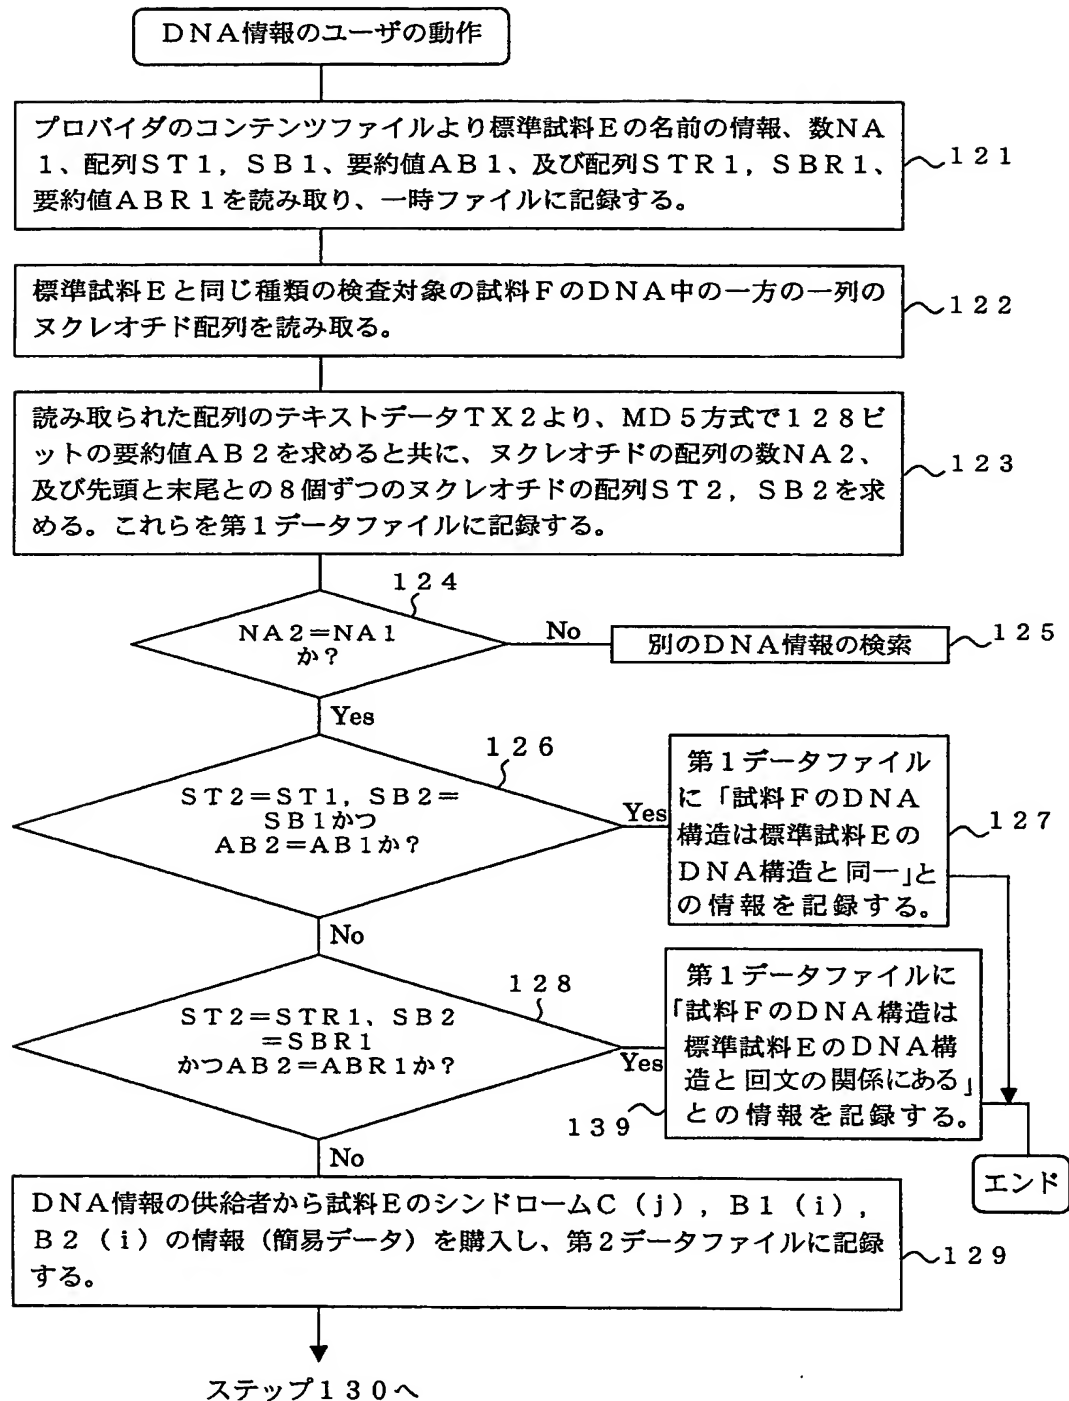 DNA情報のユーザの動作
プロバイダのコンテンツファイルより標準試料Eの名前の情報、数NA
1、配列ST1，SB1、要約値AB1、及び配列STR1，SBR1、
要約値ABR1を読み取り、一時ファイルに記録する。
121
標準試料Eと同じ種類の検査対象の試料FのDNA中の一方の一列の
ヌクレオチド配列を読み取る。
122
読み取られた配列のテキストデータTX2より、MD5方式で128ビ
ットの要約値AB2を求めると共に、ヌクレオチドの配列の数NA2、
及び先頭と末尾との8個ずつのヌクレオチドの配列ST2，SB2を求
める。これらを第1データファイルに記録する。
123
124
NA2＝NA1
か？
No
別のDNA情報の検索
125
Yes
126
ST2＝ST1，SB2＝
SB1かつ
AB2＝AB1か？
Yes
第1データファイル
に「試料FのDNA
構造は標準試料Eの
DNA構造と同一」と
の情報を記録する。
127
No
128
ST2＝STR1、SB2
＝SBR1
かつAB2＝ABR1か？
Yes
第1データファイルに
「試料FのDNA構造は
標準試料EのDNA構
造と回文の関係にある」
との情報を記録する。
139
エンド
No
DNA情報の供給者から試料EのシンドロームC（j），B1（i），
B2（i）の情報（簡易データ）を購入し、第2データファイルに記録
する。
129
ステップ130へ